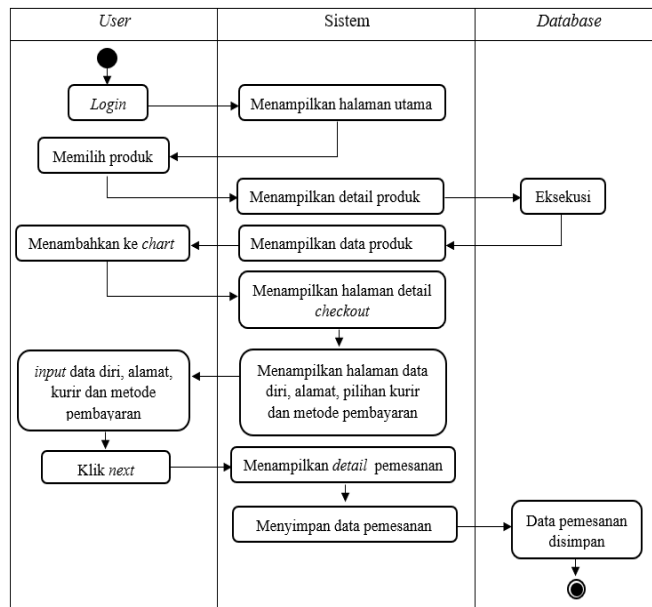 User
Sistem
Database
Login
Menampilkan halaman utama
Memilih produk
Menampilkan detail produk
Eksekusi
Menambahkan ke chart
Menampilkan data produk
Menampilkan halaman detail
checkout
input data diri, alamat,
kurir dan metode
pembayaran
Menampilkan halaman data
diri, alamat, pilihan kurir
dan metode pembayaran
Klik next
Menampilkan detail pemesanan
Menyimpan data pemesanan
Data pemesanan
disimpan